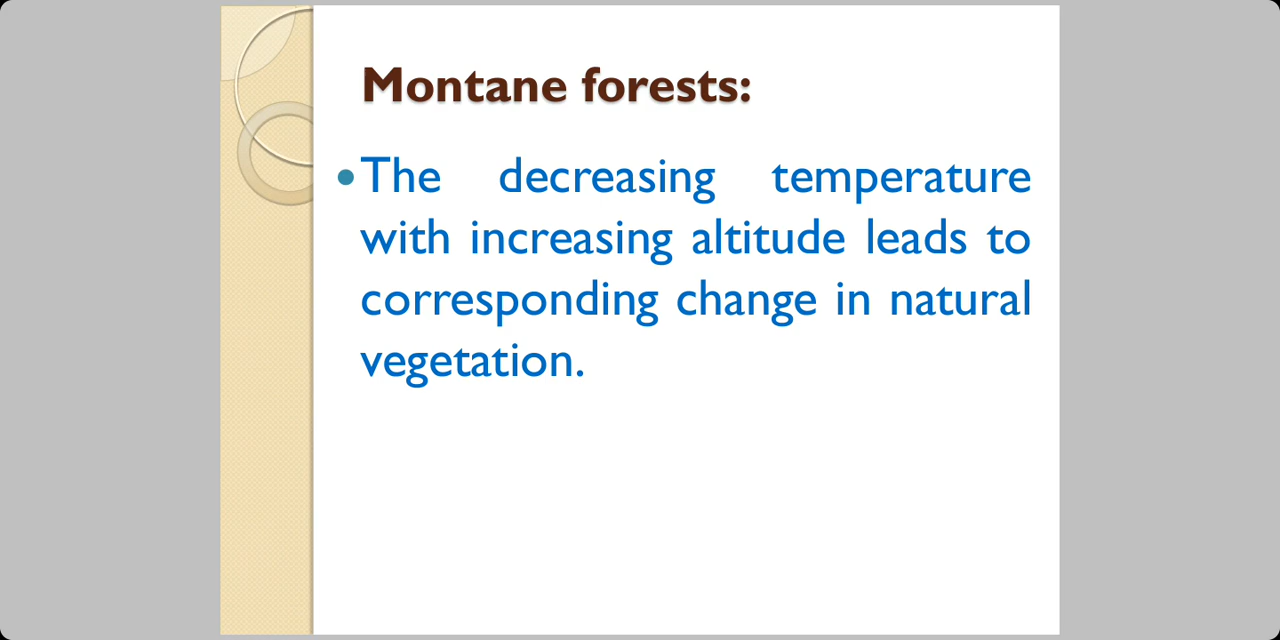 Montane forests:
•The decreasing temperature
with increasing altitude leads to
corresponding change in natural
vegetation.